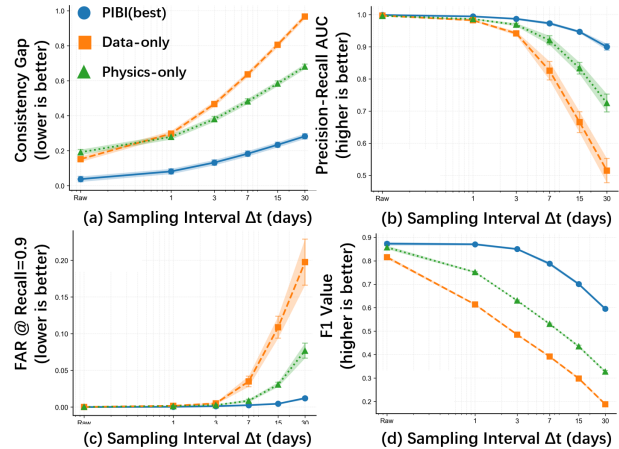 PIBI(best)
Data-only
Physics-only
Consistency Gap
(lower is better)
1.0
0.8
0.6
0.4
0.2
0.0
Raw
1
3
7
15
30
(a) Sampling Interval Δt (days)
Precision-Recall AUC
(higher is better)
1.0
0.9
0.8
0.7
0.6
0.5
Raw
1
3
7
15
30
(b) Sampling Interval Δt (days)
FAR @ Recall=0.9
(lower is better)
0.20
0.15
0.10
0.05
0.00
Raw
1
3
7
15
30
(c) Sampling Interval Δt (days)
F1 Value
(higher is better)
0.9
0.8
0.7
0.6
0.5
0.4
0.3
0.2
Raw
1
3
7
15
30
(d) Sampling Interval Δt (days)